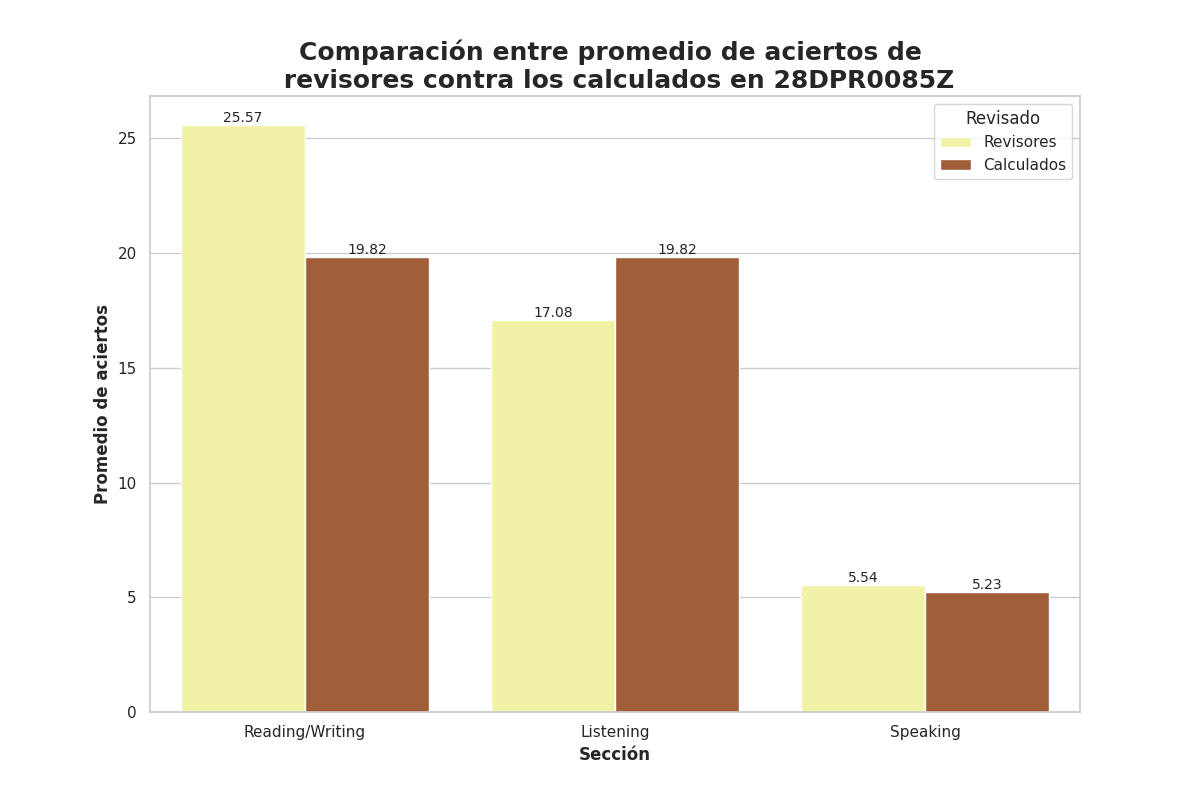 Comparación entre promedio de aciertos de
revisores contra los calculados en 28DPR0085Z
Revisado
Revisores
Calculados
Promedio de aciertos
25
20
15
10
5
0
25.57
19.82
17.08
19.82
5.54
5.23
Reading/Writing
Listening
Speaking
Sección